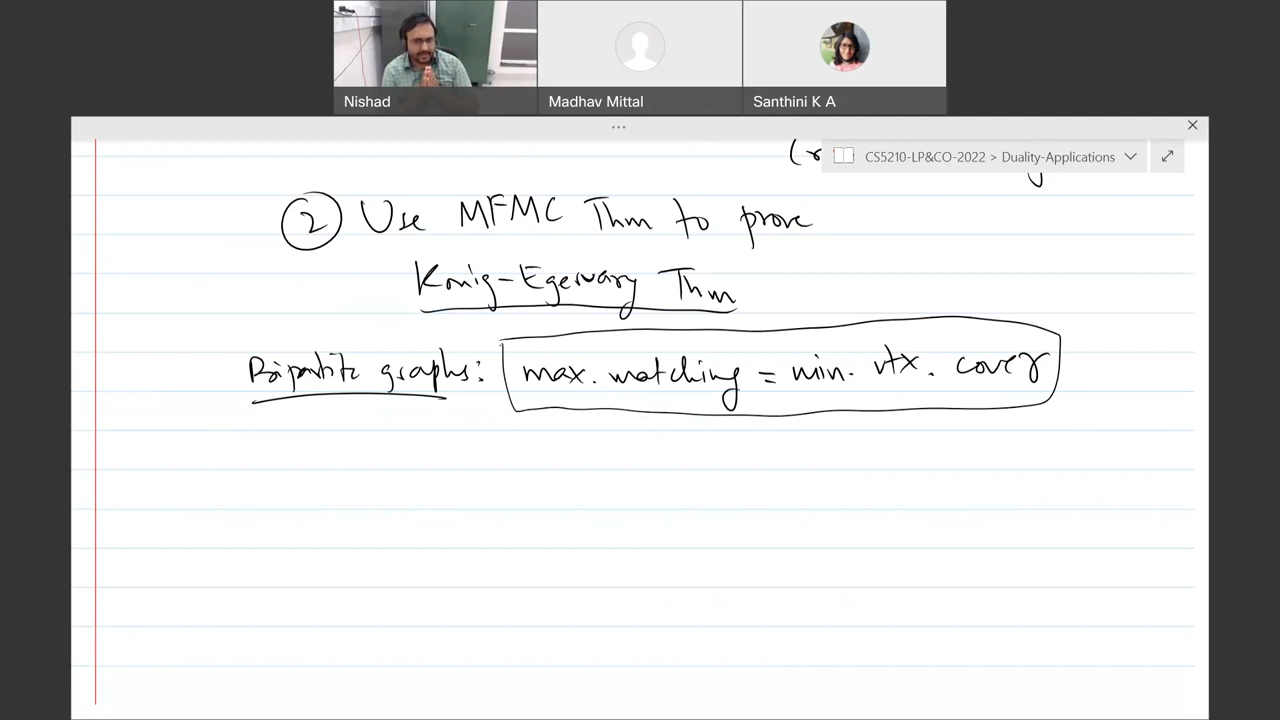 Nishad
Madhav Mittal
Santhini K A
CS5210-LP&CO-2022 > Duality-Applications
② Use MFMC Thm to prove
Konig-Egervary Thm
Bipartite graphs: max. matching = min. vtx. cover